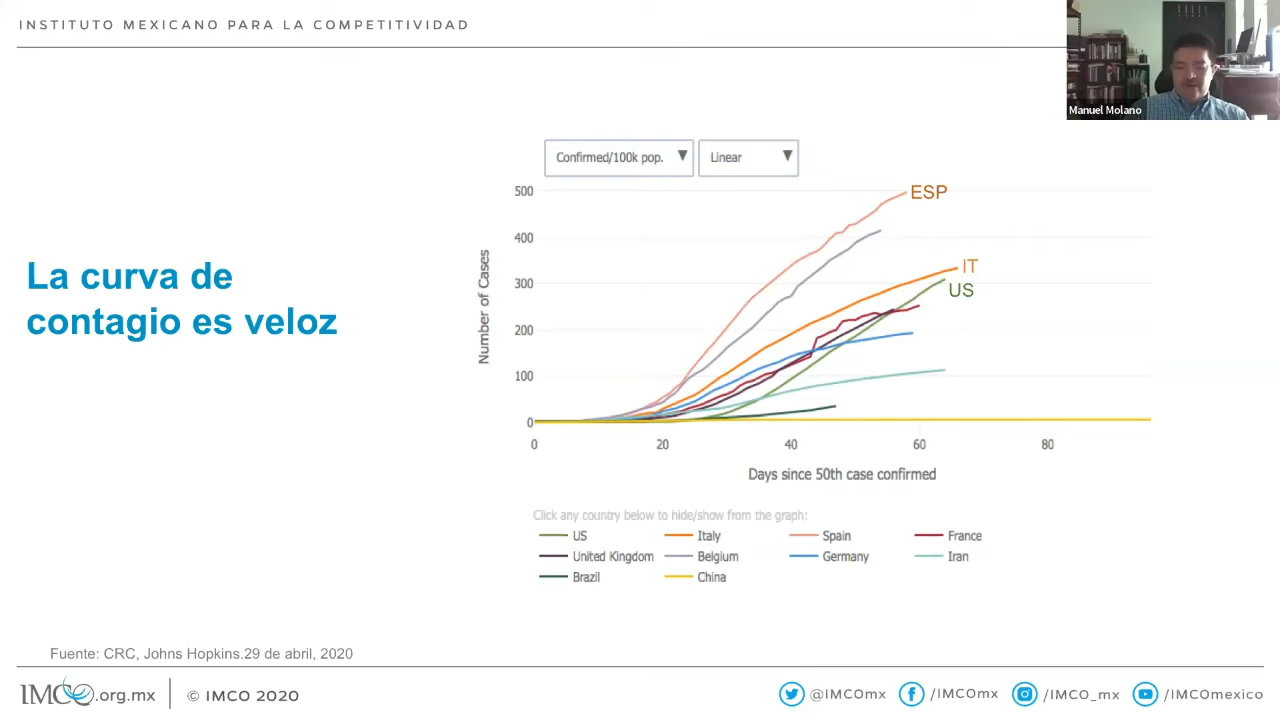 INSTITUTO MEXICANO PARA LA COMPETITIVIDAD
Manuel Molano
La curva de
contagio es veloz
Confirmed/100k pop. Linear
Number of Cases
500
400
300
200
100
0
ESP
IT
US
0 20 40 60 80
Days since 50th case confirmed
Click any country below to hide/show from the graph:
US Italy Spain France
United Kingdom Belgium Germany Iran
Brazil China
Fuente: CRC, Johns Hopkins.29 de abril, 2020
IMCO.org.mx © IMCO 2020 @IMCOmx /IMCOmx /IMCO_mx /IMCOmexico